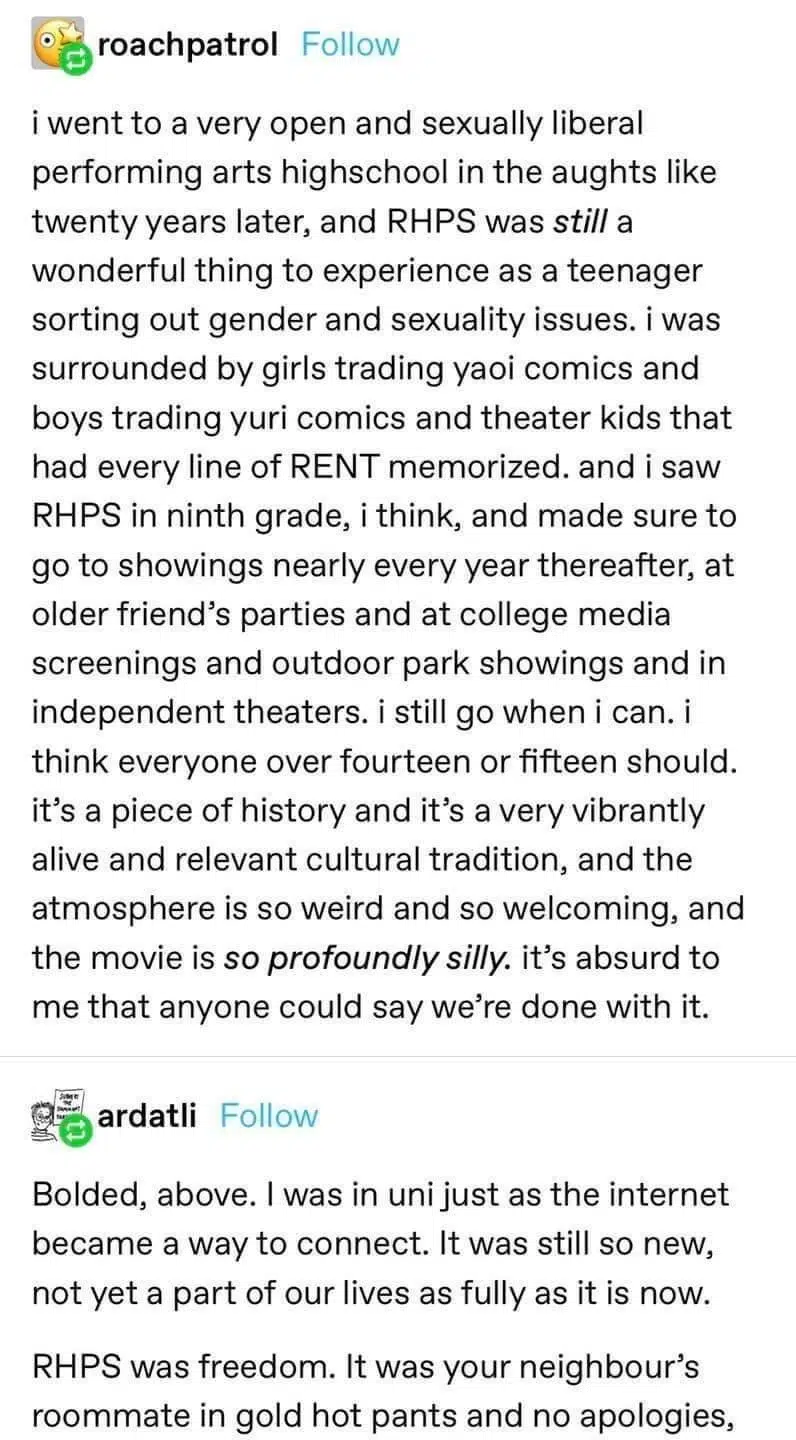 roachpatrol Follow
i went to a very open and sexually liberal
performing arts highschool in the aughts like
twenty years later, and RHPS was still a
wonderful thing to experience as a teenager
sorting out gender and sexuality issues. i was
surrounded by girls trading yaoi comics and
boys trading yuri comics and theater kids that
had every line of RENT memorized. and i saw
RHPS in ninth grade, i think, and made sure to
go to showings nearly every year thereafter, at
older friend's parties and at college media
screenings and outdoor park showings and in
independent theaters. i still go when i can. i
think everyone over fourteen or fifteen should.
it's a piece of history and it's a very vibrantly
alive and relevant cultural tradition, and the
atmosphere is so weird and so welcoming, and
the movie is so profoundly silly. it's absurd to
me that anyone could say we're done with it.
ardatli Follow
Bolded, above. I was in uni just as the internet
became a way to connect. It was still so new,
not yet a part of our lives as fully as it is now.
RHPS was freedom. It was your neighbour's
roommate in gold hot pants and no apologies,